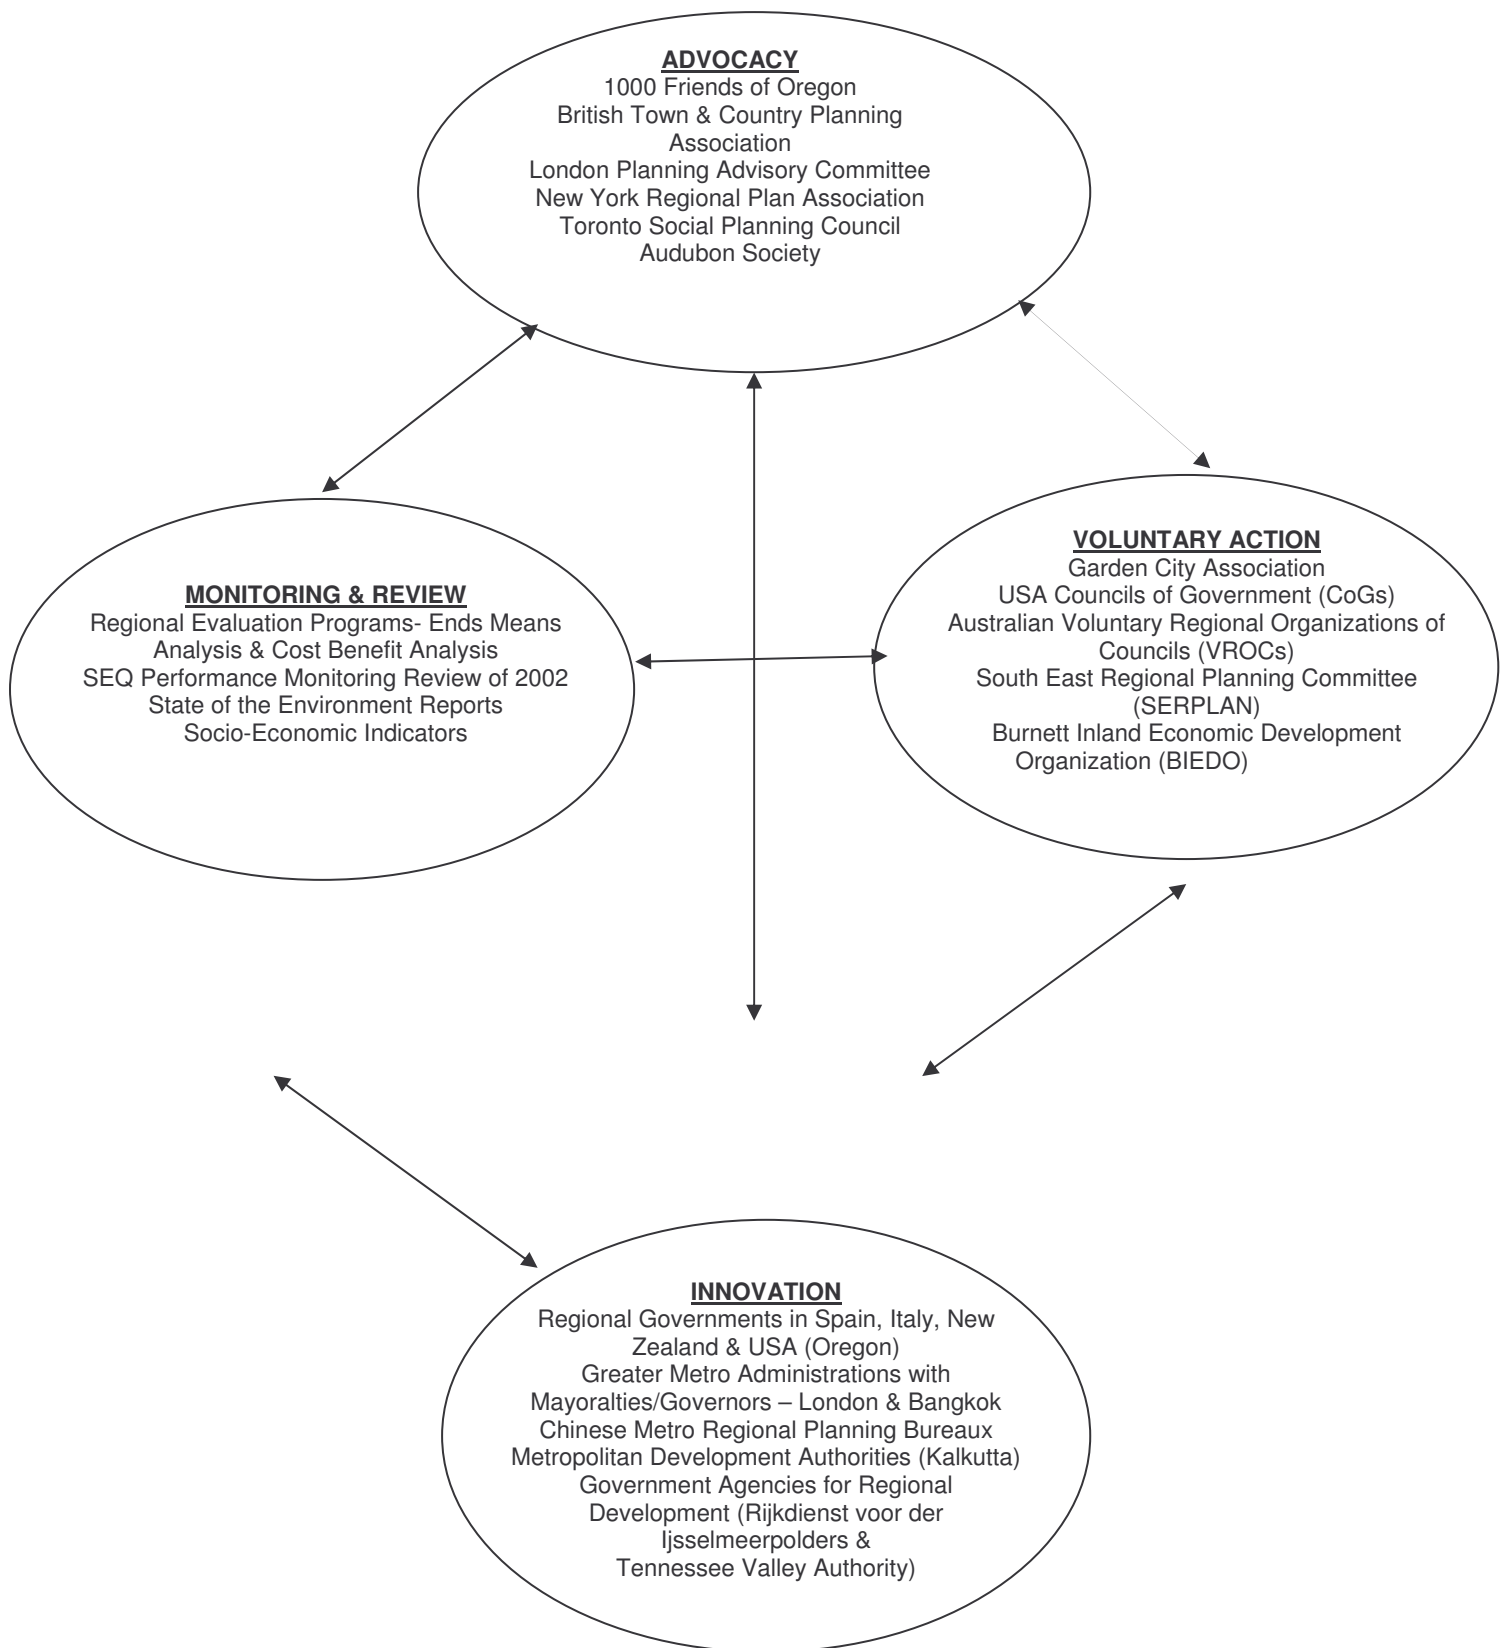 ADVOCACY
1000 Friends of Oregon
British Town & Country Planning
Association
London Planning Advisory Committee
New York Regional Plan Association
Toronto Social Planning Council
Audubon Society
MONITORING & REVIEW
Regional Evaluation Programs- Ends Means
Analysis & Cost Benefit Analysis
SEQ Performance Monitoring Review of 2002
State of the Environment Reports
Socio-Economic Indicators
VOLUNTARY ACTION
Garden City Association
USA Councils of Government (CoGs)
Australian Voluntary Regional Organizations of
Councils (VROCs)
South East Regional Planning Committee
(SERPLAN)
Burnett Inland Economic Development
Organization (BIEDO)
INNOVATION
Regional Governments in Spain, Italy, New
Zealand & USA (Oregon)
Greater Metro Administrations with
Mayoralties/Governors – London & Bangkok
Chinese Metro Regional Planning Bureaux
Metropolitan Development Authorities (Kalkutta)
Government Agencies for Regional
Development (Rijkdienst voor der
Ijsselmeerpolders &
Tennessee Valley Authority)